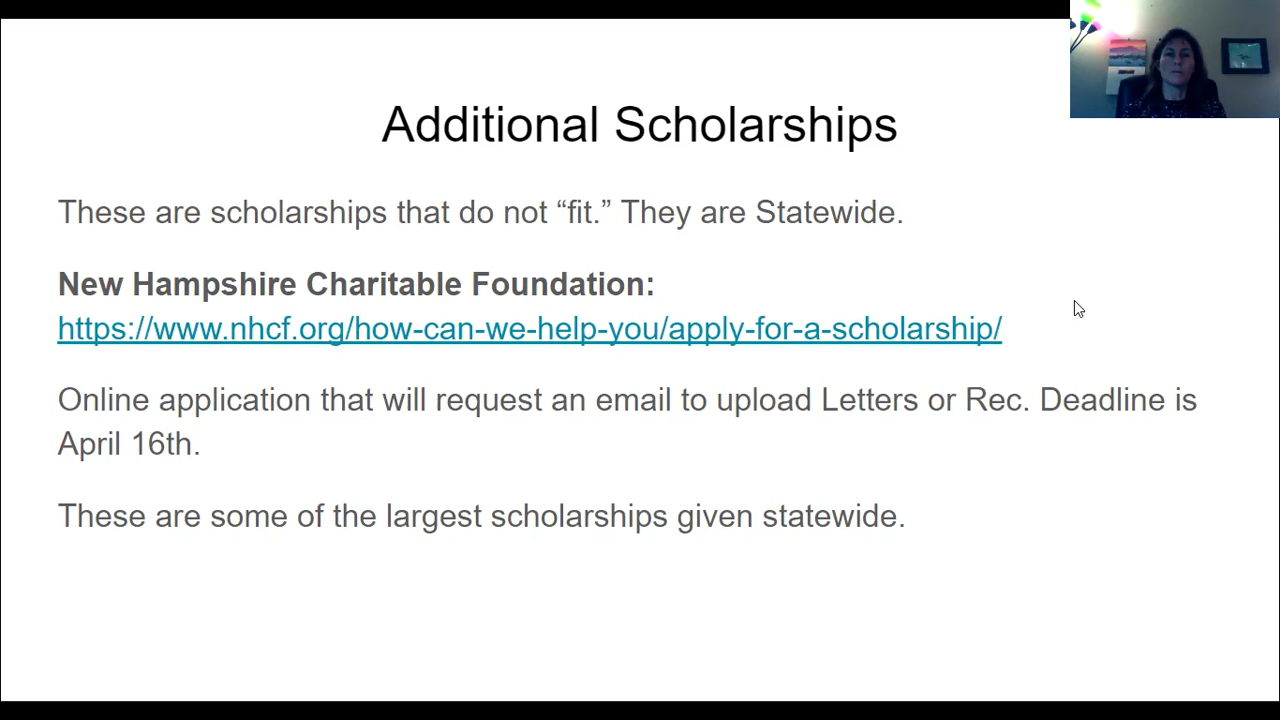 Additional Scholarships
These are scholarships that do not “fit.” They are Statewide.
New Hampshire Charitable Foundation:
https://www.nhcf.org/how-can-we-help-you/apply-for-a-scholarship/
Online application that will request an email to upload Letters or Rec. Deadline is
April 16th.
These are some of the largest scholarships given statewide.